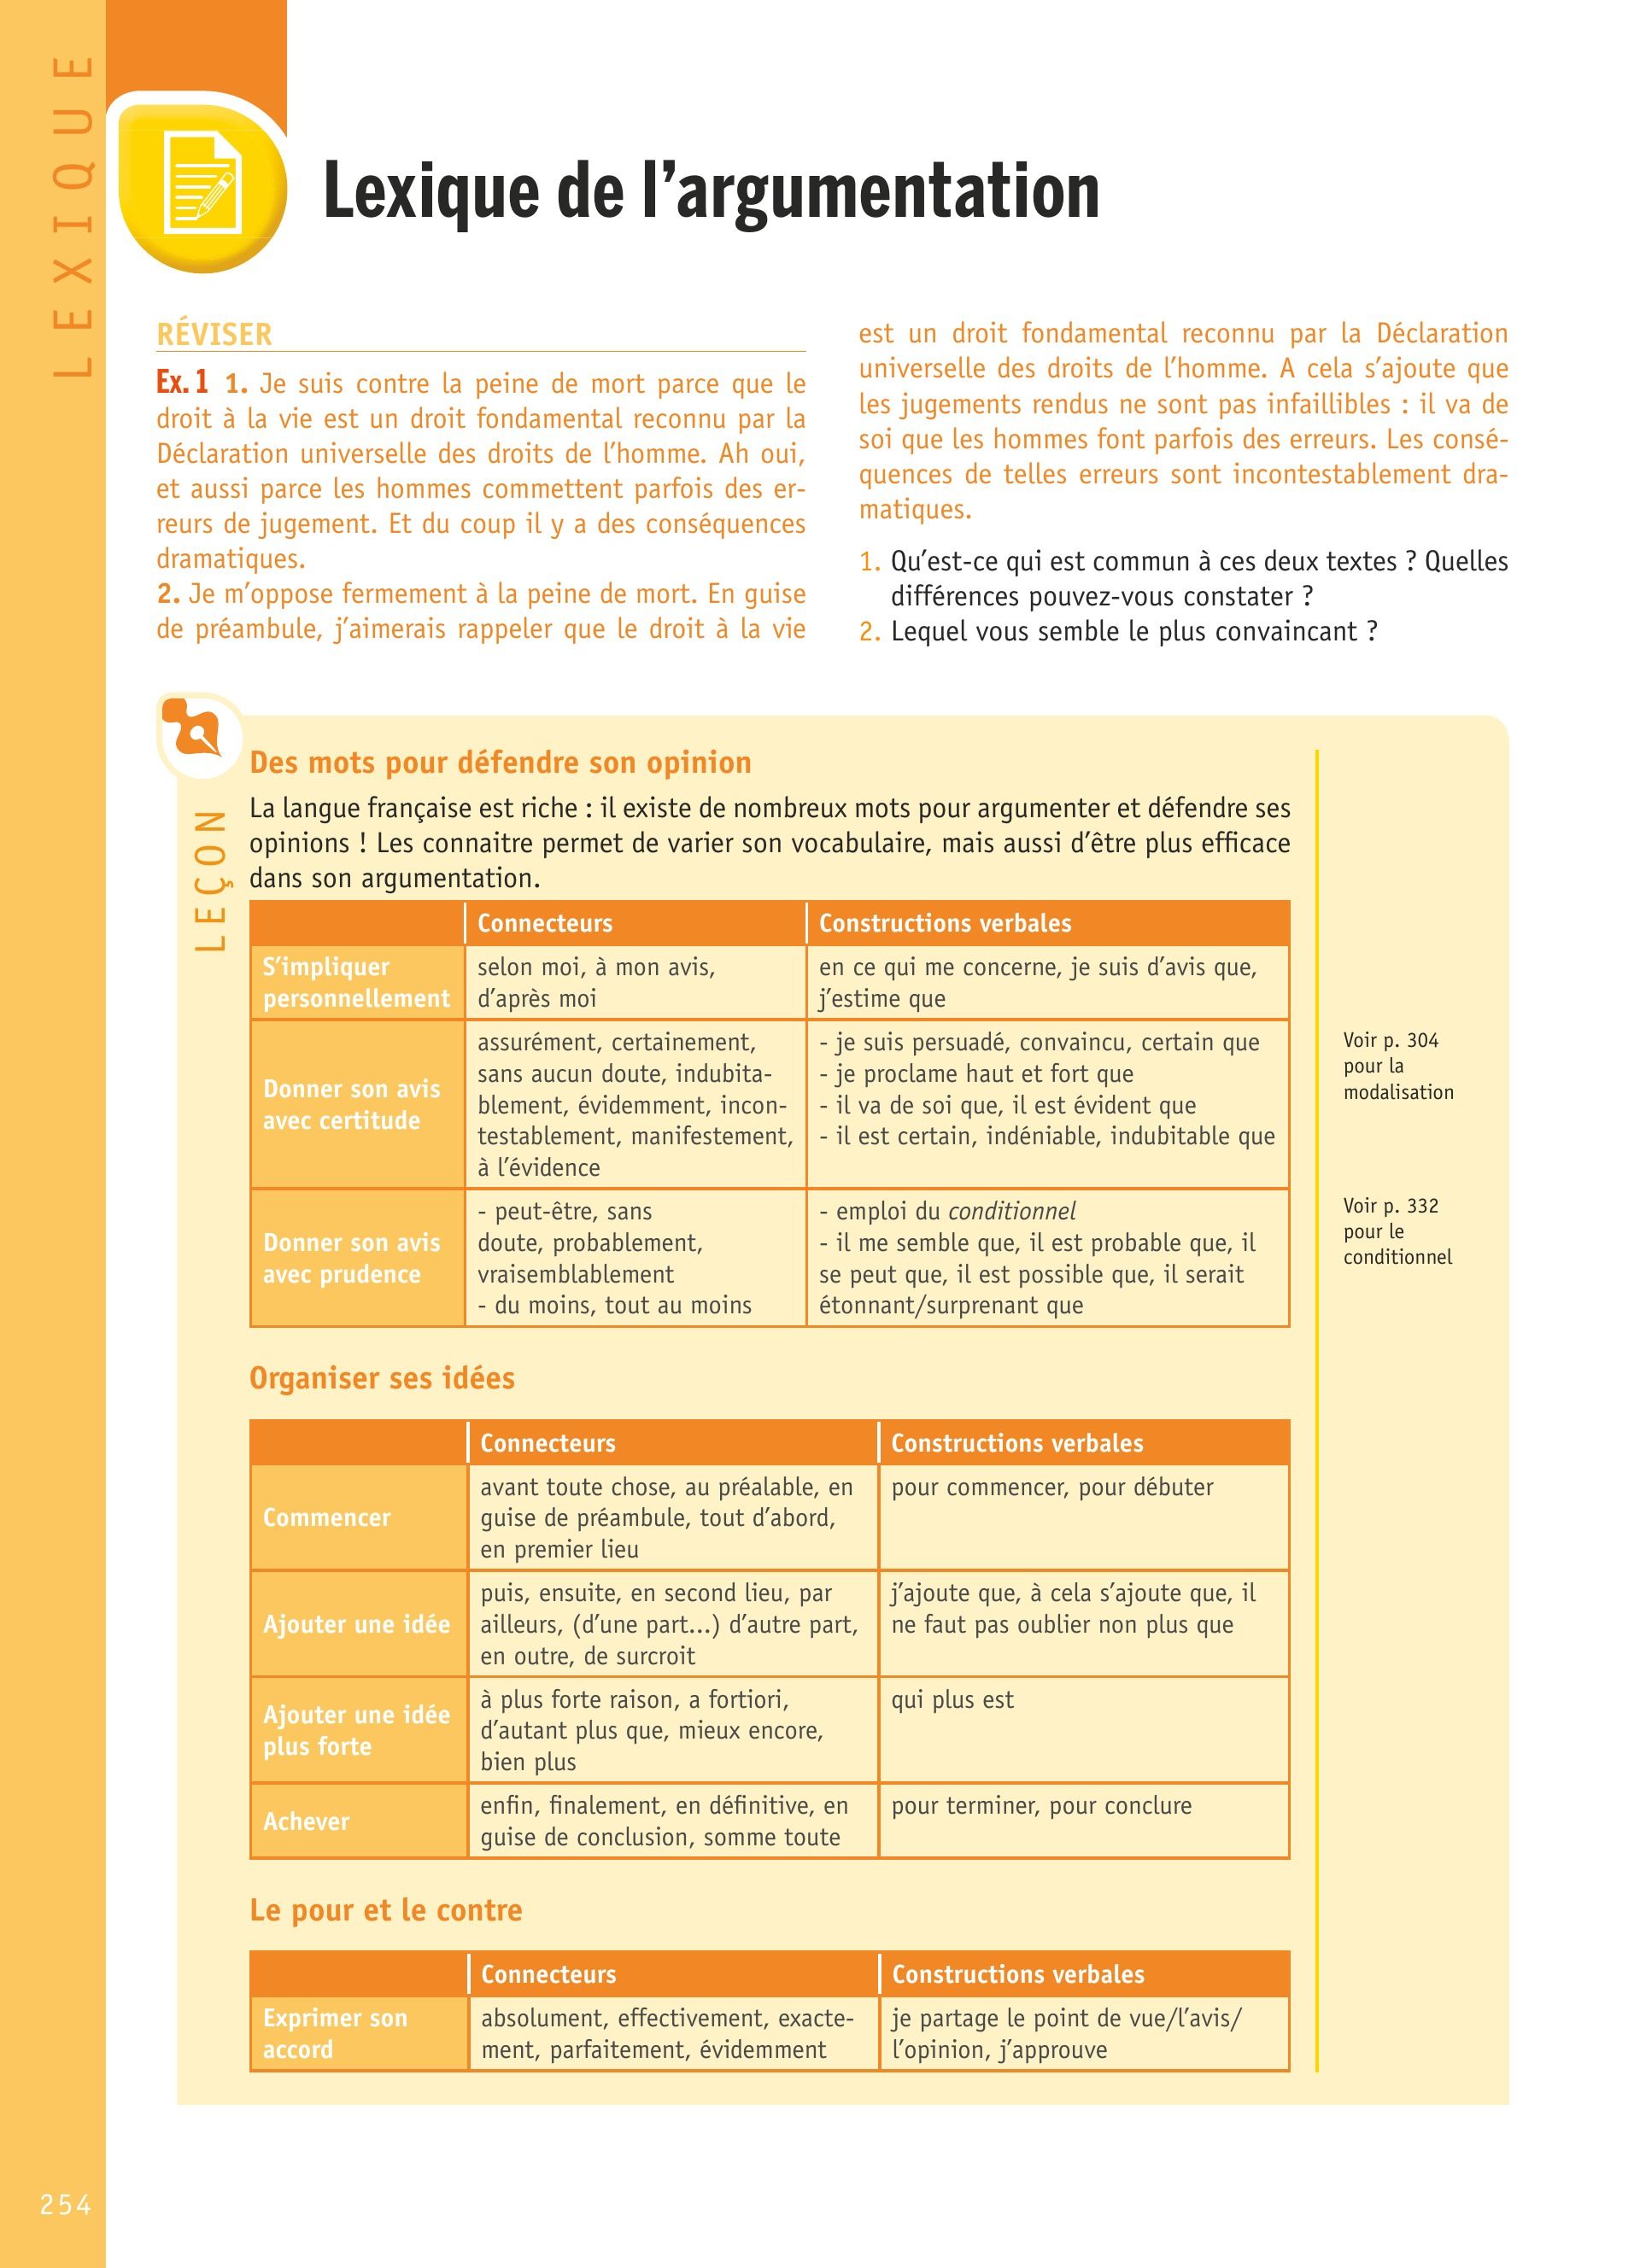 LEXIQUE
Lexique de l'argumentation
RÉVISER
Ex. 1 1. Je suis contre la peine de mort parce que le
droit à la vie est un droit fondamental reconnu par la
Déclaration universelle des droits de l'homme. Ah oui,
et aussi parce les hommes commettent parfois des er-
reurs de jugement. Et du coup il y a des conséquences
dramatiques.
2. Je m'oppose fermement à la peine de mort. En guise
de préambule, j'aimerais rappeler que le droit à la vie
est un droit fondamental reconnu par la Déclaration
universelle des droits de l'homme. A cela s'ajoute que
les jugements rendus ne sont pas infaillibles : il va de
soi que les hommes font parfois des erreurs. Les consé-
quences de telles erreurs sont incontestablement dra-
matiques.
1. Qu'est-ce qui est commun à ces deux textes ? Quelles
différences pouvez-vous constater ?
2. Lequel vous semble le plus convaincant ?
LEÇON
Des mots pour défendre son opinion
La langue française est riche : il existe de nombreux mots pour argumenter et défendre ses
opinions ! Les connaitre permet de varier son vocabulaire, mais aussi d'être plus efficace
dans son argumentation.
Connecteurs
Constructions verbales
S'impliquer
personnellement
selon moi, à mon avis,
d'après moi
en ce qui me concerne, je suis d'avis que,
j'estime que
Donner son avis
avec certitude
assurément, certainement,
sans aucun doute, indubita-
blement, évidemment, incon-
testablement, manifestement,
à l'évidence
- je suis persuadé, convaincu, certain que
- je proclame haut et fort que
- il va de soi que, il est évident que
- il est certain, indéniable, indubitable que
Voir p. 304
pour la
modalisation
Donner son avis
avec prudence
- peut-être, sans
doute, probablement,
vraisemblablement
- du moins, tout au moins
- emploi du conditionnel
- il me semble que, il est probable que, il
se peut que, il est possible que, il serait
étonnant/surprenant que
Voir p. 332
pour le
conditionnel
Organiser ses idées
Connecteurs
Constructions verbales
Commencer
avant toute chose, au préalable, en
guise de préambule, tout d'abord,
en premier lieu
pour commencer, pour débuter
Ajouter une idée
puis, ensuite, en second lieu, par
ailleurs, (d'une part...) d'autre part,
en outre, de surcroit
j'ajoute que, à cela s'ajoute que, il
ne faut pas oublier non plus que
Ajouter une idée
plus forte
à plus forte raison, a fortiori,
d'autant plus que, mieux encore,
bien plus
qui plus est
Achever
enfin, finalement, en définitive, en
guise de conclusion, somme toute
pour terminer, pour conclure
Le pour et le contre
Connecteurs
Constructions verbales
Exprimer son
accord
absolument, effectivement, exacte-
ment, parfaitement, évidemment
je partage le point de vue/l'avis/
l'opinion, j'approuve
254